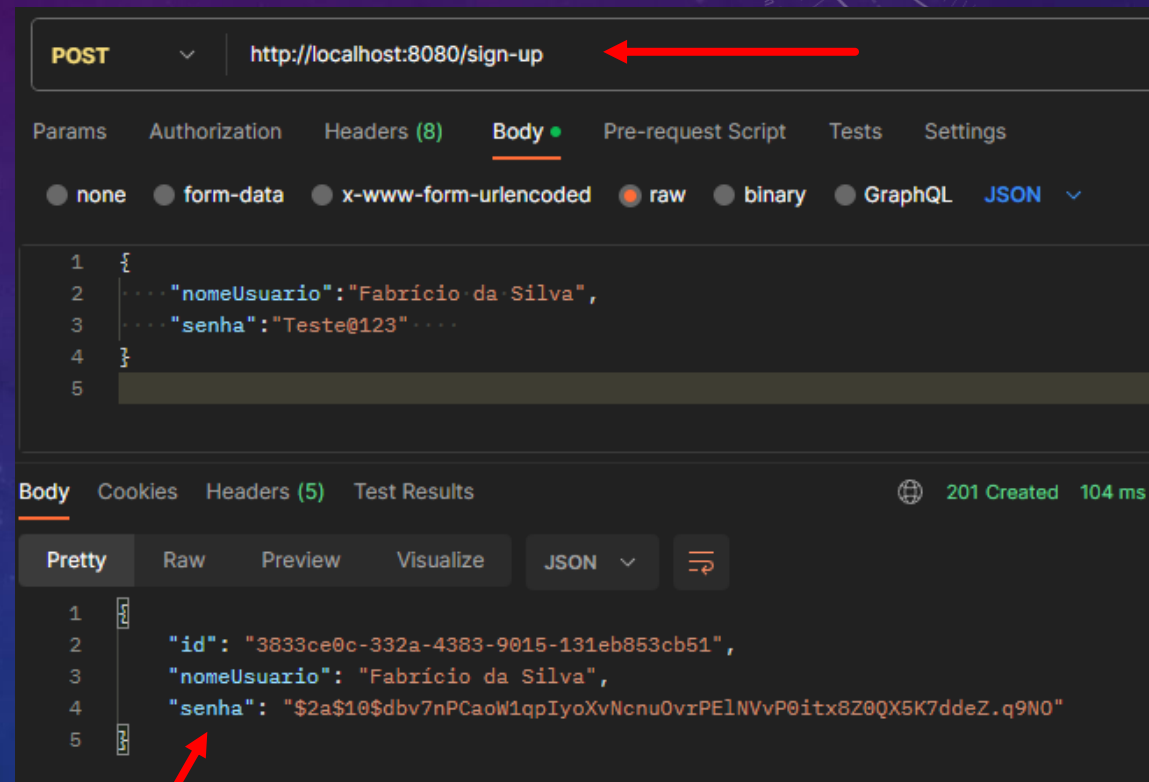 POST http://localhost:8080/sign-up
Params Authorization Headers (8) Body Pre-request Script Tests Settings
none form-data x-www-form-urlencoded raw binary GraphQL JSON
1 {
2 ····"nomeUsuario":"Fabrício·da·Silva",
3 ····"senha":"Teste@123"····
4 }
5
Body Cookies Headers (5) Test Results 201 Created 104 ms
Pretty Raw Preview Visualize JSON
1 {
2 "id": "3833ce0c-332a-4383-9015-131eb853cb51",
3 "nomeUsuario": "Fabrício da Silva",
4 "senha": "$2a$10$dbv7nPCaoW1qpIyoXvNcnuOvrPElNVvP0itx8Z0QX5K7ddeZ.q9NO"
5 }